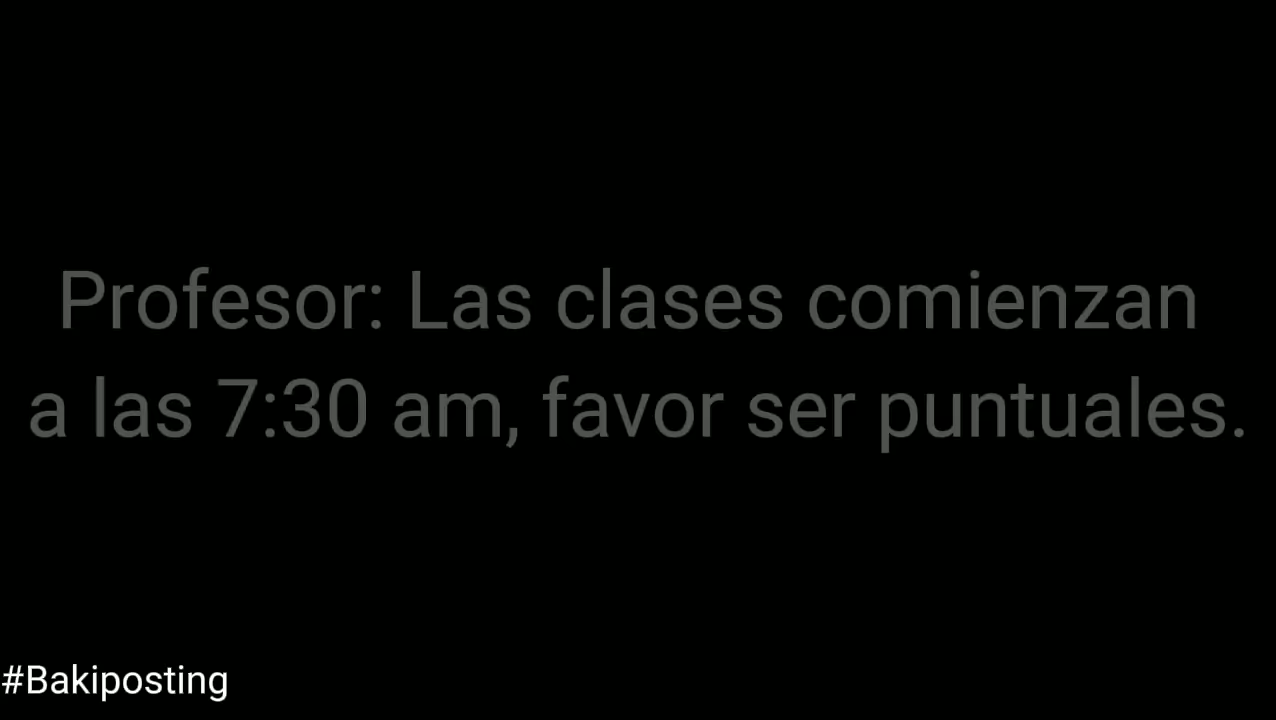 Profesor: Las clases comienzan
a las 7:30 am, favor ser puntuales.
#Bakiposting